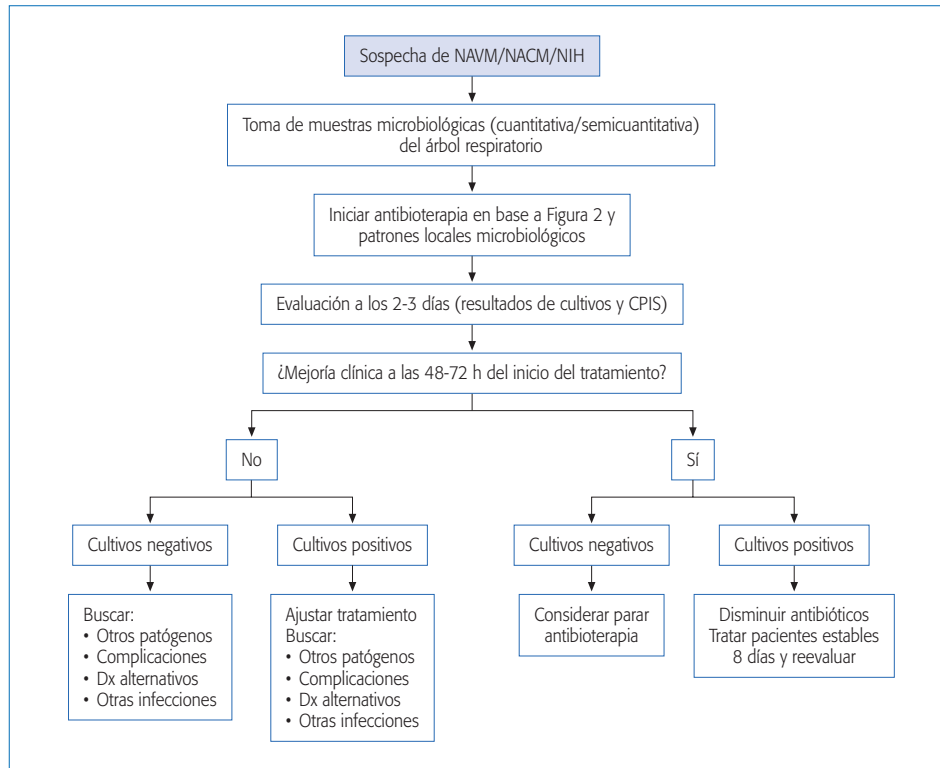 Sospecha de NAVM/NACM/NIH
Toma de muestras microbiológicas (cuantitativa/semicuantitativa)
del árbol respiratorio
Iniciar antibioterapia en base a Figura 2 y
patrones locales microbiológicos
Evaluación a los 2-3 días (resultados de cultivos y CPIS)
¿Mejoría clínica a las 48-72 h del inicio del tratamiento?
No
Sí
Cultivos negativos
Cultivos positivos
Cultivos negativos
Cultivos positivos
Buscar:
• Otros patógenos
• Complicaciones
• Dx alternativos
• Otras infecciones
Ajustar tratamiento
Buscar:
• Otros patógenos
• Complicaciones
• Dx alternativos
• Otras infecciones
Considerar parar
antibioterapia
Disminuir antibióticos
Tratar pacientes estables
8 días y reevaluar